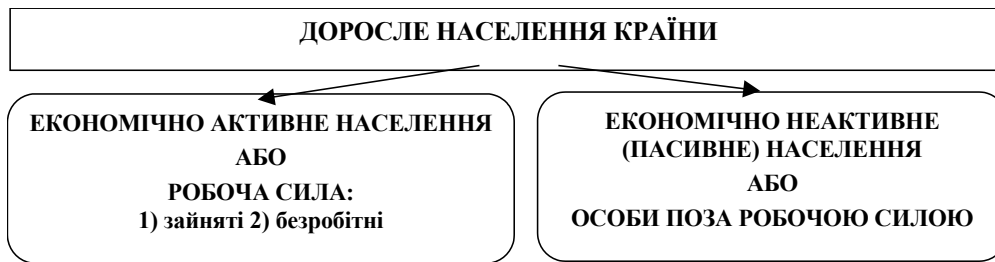 ДОРОСЛЕ НАСЕЛЕННЯ КРАЇНИ
ЕКОНОМІЧНО АКТИВНЕ НАСЕЛЕННЯ
АБО
РОБОЧА СИЛА:
1) зайняті 2) безробітні
ЕКОНОМІЧНО НЕАКТИВНЕ
(ПАСИВНЕ) НАСЕЛЕННЯ
АБО
ОСОБИ ПОЗА РОБОЧОЮ СИЛОЮ